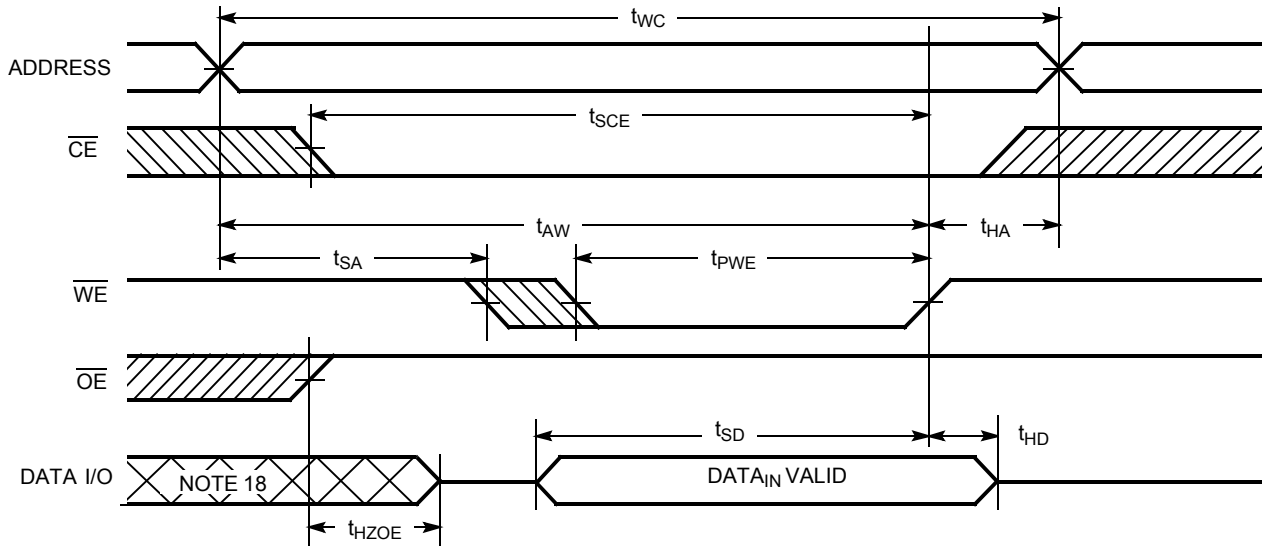 tWC
ADDRESS
tSCE
CE
tAW
tHA
tSA
tPWE
WE
OE
tSD
tHD
DATA I/O
NOTE 18
DATAIN VALID
tHZOE